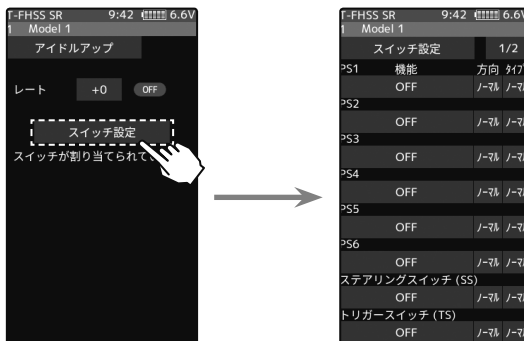 T-FHSS SR 9:42 6.6V
1 Model 1
アイドルアップ
レート +0 OFF
スイッチ設定
スイッチが割り当てられて
T-FHSS SR 9:42 6.6V
1 Model 1
スイッチ設定 1/2
PS1 機能 方向 ﾀｲﾌﾟ
OFF ﾉｰﾏﾙ ﾉｰﾏﾙ
PS2
OFF ﾉｰﾏﾙ ﾉｰﾏﾙ
PS3
OFF ﾉｰﾏﾙ ﾉｰﾏﾙ
PS4
OFF ﾉｰﾏﾙ ﾉｰﾏﾙ
PS5
OFF ﾉｰﾏﾙ ﾉｰﾏﾙ
PS6
OFF ﾉｰﾏﾙ ﾉｰﾏﾙ
ステアリングスイッチ (SS)
OFF ﾉｰﾏﾙ ﾉｰﾏﾙ
トリガースイッチ (TS)
OFF ﾉｰﾏﾙ ﾉｰﾏﾙ